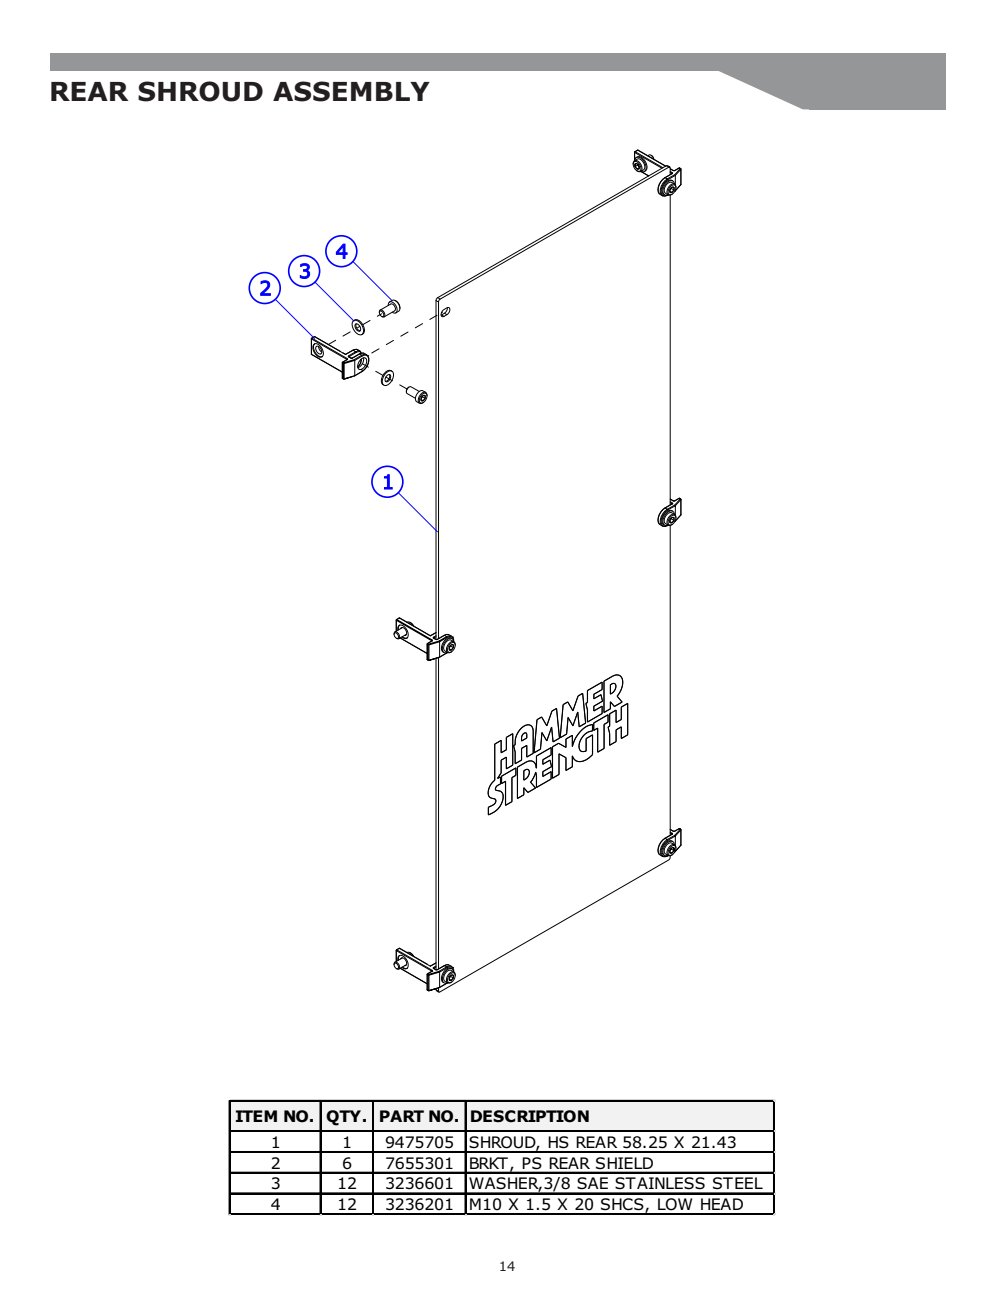 REAR SHROUD ASSEMBLY
4
3
2
1
HAMMER
STRENGTH
ITEM NO. QTY. PART NO. DESCRIPTION
1 1 9475705 SHROUD, HS REAR 58.25 X 21.43
2 6 7655301 BRKT, PS REAR SHIELD
3 12 3236601 WASHER,3/8 SAE STAINLESS STEEL
4 12 3236201 M10 X 1.5 X 20 SHCS, LOW HEAD
14